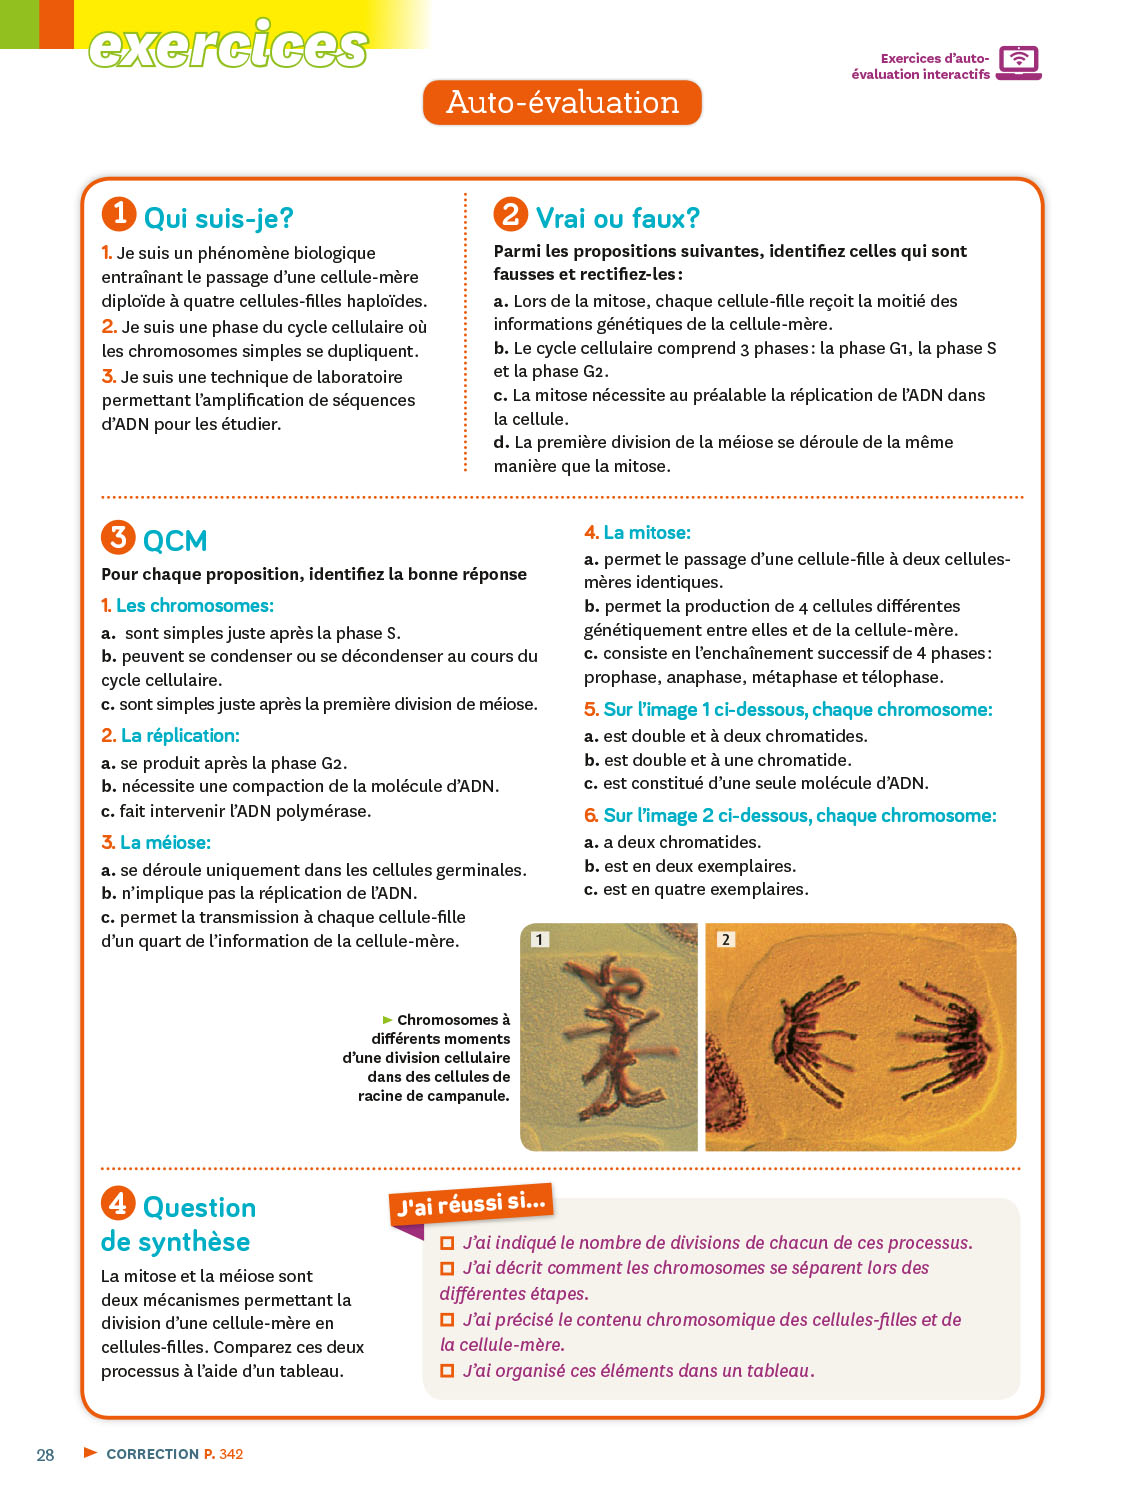 exercices
Exercices d'auto-
évaluation interactifs
Auto-évaluation
1 Qui suis-je?
1. Je suis un phénomène biologique
entraînant le passage d'une cellule-mère
diploïde à quatre cellules-filles haploïdes.
2. Je suis une phase du cycle cellulaire où
les chromosomes simples se dupliquent.
3. Je suis une technique de laboratoire
permettant l'amplification de séquences
d'ADN pour les étudier.
2 Vrai ou faux?
Parmi les propositions suivantes, identifiez celles qui sont
fausses et rectifiez-les :
a. Lors de la mitose, chaque cellule-fille reçoit la moitié des
informations génétiques de la cellule-mère.
b. Le cycle cellulaire comprend 3 phases : la phase G1, la phase S
et la phase G2.
c. La mitose nécessite au préalable la réplication de l'ADN dans
la cellule.
d. La première division de la méiose se déroule de la même
manière que la mitose.
3 QCM
Pour chaque proposition, identifiez la bonne réponse
1. Les chromosomes:
a. sont simples juste après la phase S.
b. peuvent se condenser ou se décondenser au cours du
cycle cellulaire.
c. sont simples juste après la première division de méiose.
2. La réplication:
a. se produit après la phase G2.
b. nécessite une compaction de la molécule d'ADN.
c. fait intervenir l'ADN polymérase.
3. La méiose:
a. se déroule uniquement dans les cellules germinales.
b. n'implique pas la réplication de l'ADN.
c. permet la transmission à chaque cellule-fille
d'un quart de l'information de la cellule-mère.
4. La mitose:
a. permet le passage d'une cellule-fille à deux cellules-
mères identiques.
b. permet la production de 4 cellules différentes
génétiquement entre elles et de la cellule-mère.
c. consiste en l'enchaînement successif de 4 phases :
prophase, anaphase, métaphase et télophase.
5. Sur l'image 1 ci-dessous, chaque chromosome:
a. est double et à deux chromatides.
b. est double et à une chromatide.
c. est constitué d'une seule molécule d'ADN.
6. Sur l'image 2 ci-dessous, chaque chromosome:
a. a deux chromatides.
b. est en deux exemplaires.
c. est en quatre exemplaires.
1
2
► Chromosomes à
différents moments
d'une division cellulaire
dans des cellules de
racine de campanule.
4 Question
de synthèse
La mitose et la méiose sont
deux mécanismes permettant la
division d'une cellule-mère en
cellules-filles. Comparez ces deux
processus à l'aide d'un tableau.
J'ai réussi si...
J'ai indiqué le nombre de divisions de chacun de ces processus.
J'ai décrit comment les chromosomes se séparent lors des
différentes étapes.
J'ai précisé le contenu chromosomique des cellules-filles et de
la cellule-mère.
J'ai organisé ces éléments dans un tableau.
28 ► CORRECTION P. 342